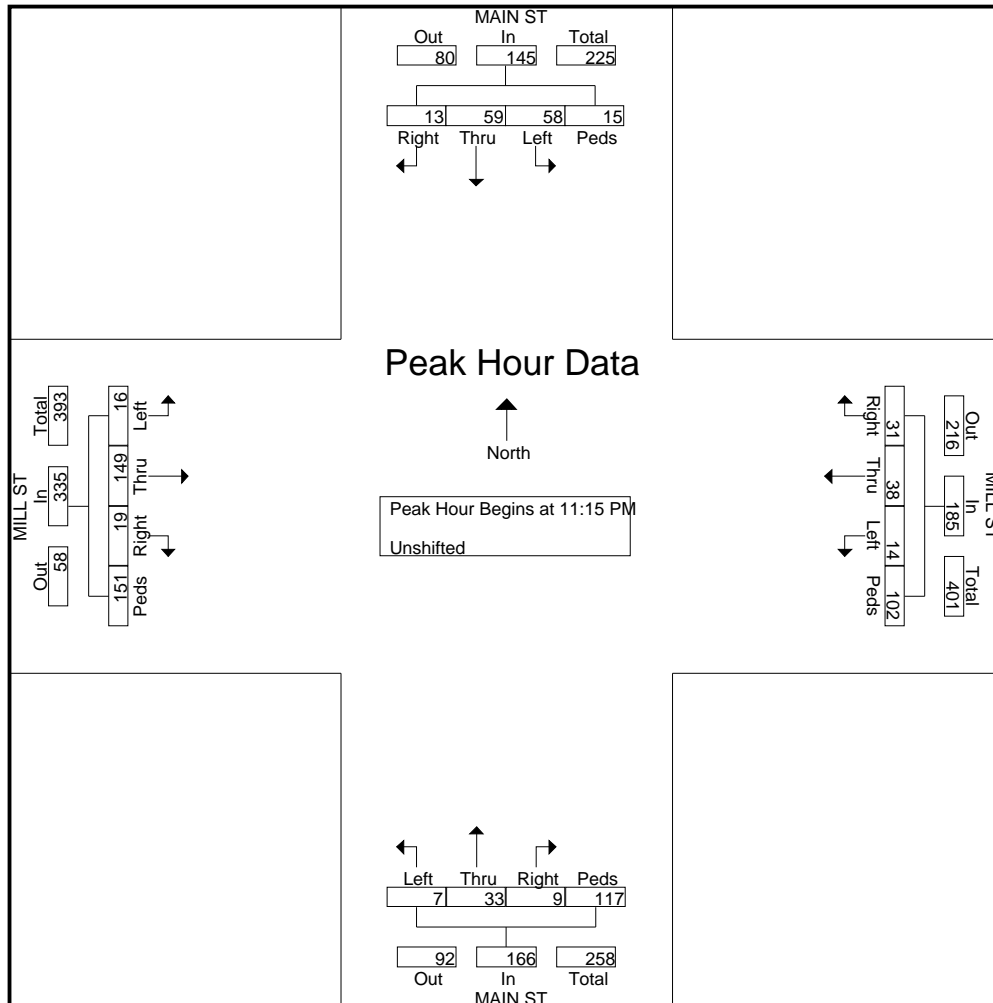 MAIN ST
Out In Total
80 145 225
13 59 58 15
Right Thru Left Peds
Peak Hour Data
North
Peak Hour Begins at 11:15 PM
Unshifted
MILL ST
Total In Out
393 335 58
16 149 19 151
Left Thru Right Peds
Right Thru Left Peds
31 38 14 102
Out In Total
216 185 401
MILL ST
Left Thru Right Peds
7 33 9 117
92 166 258
Out In Total
MAIN ST